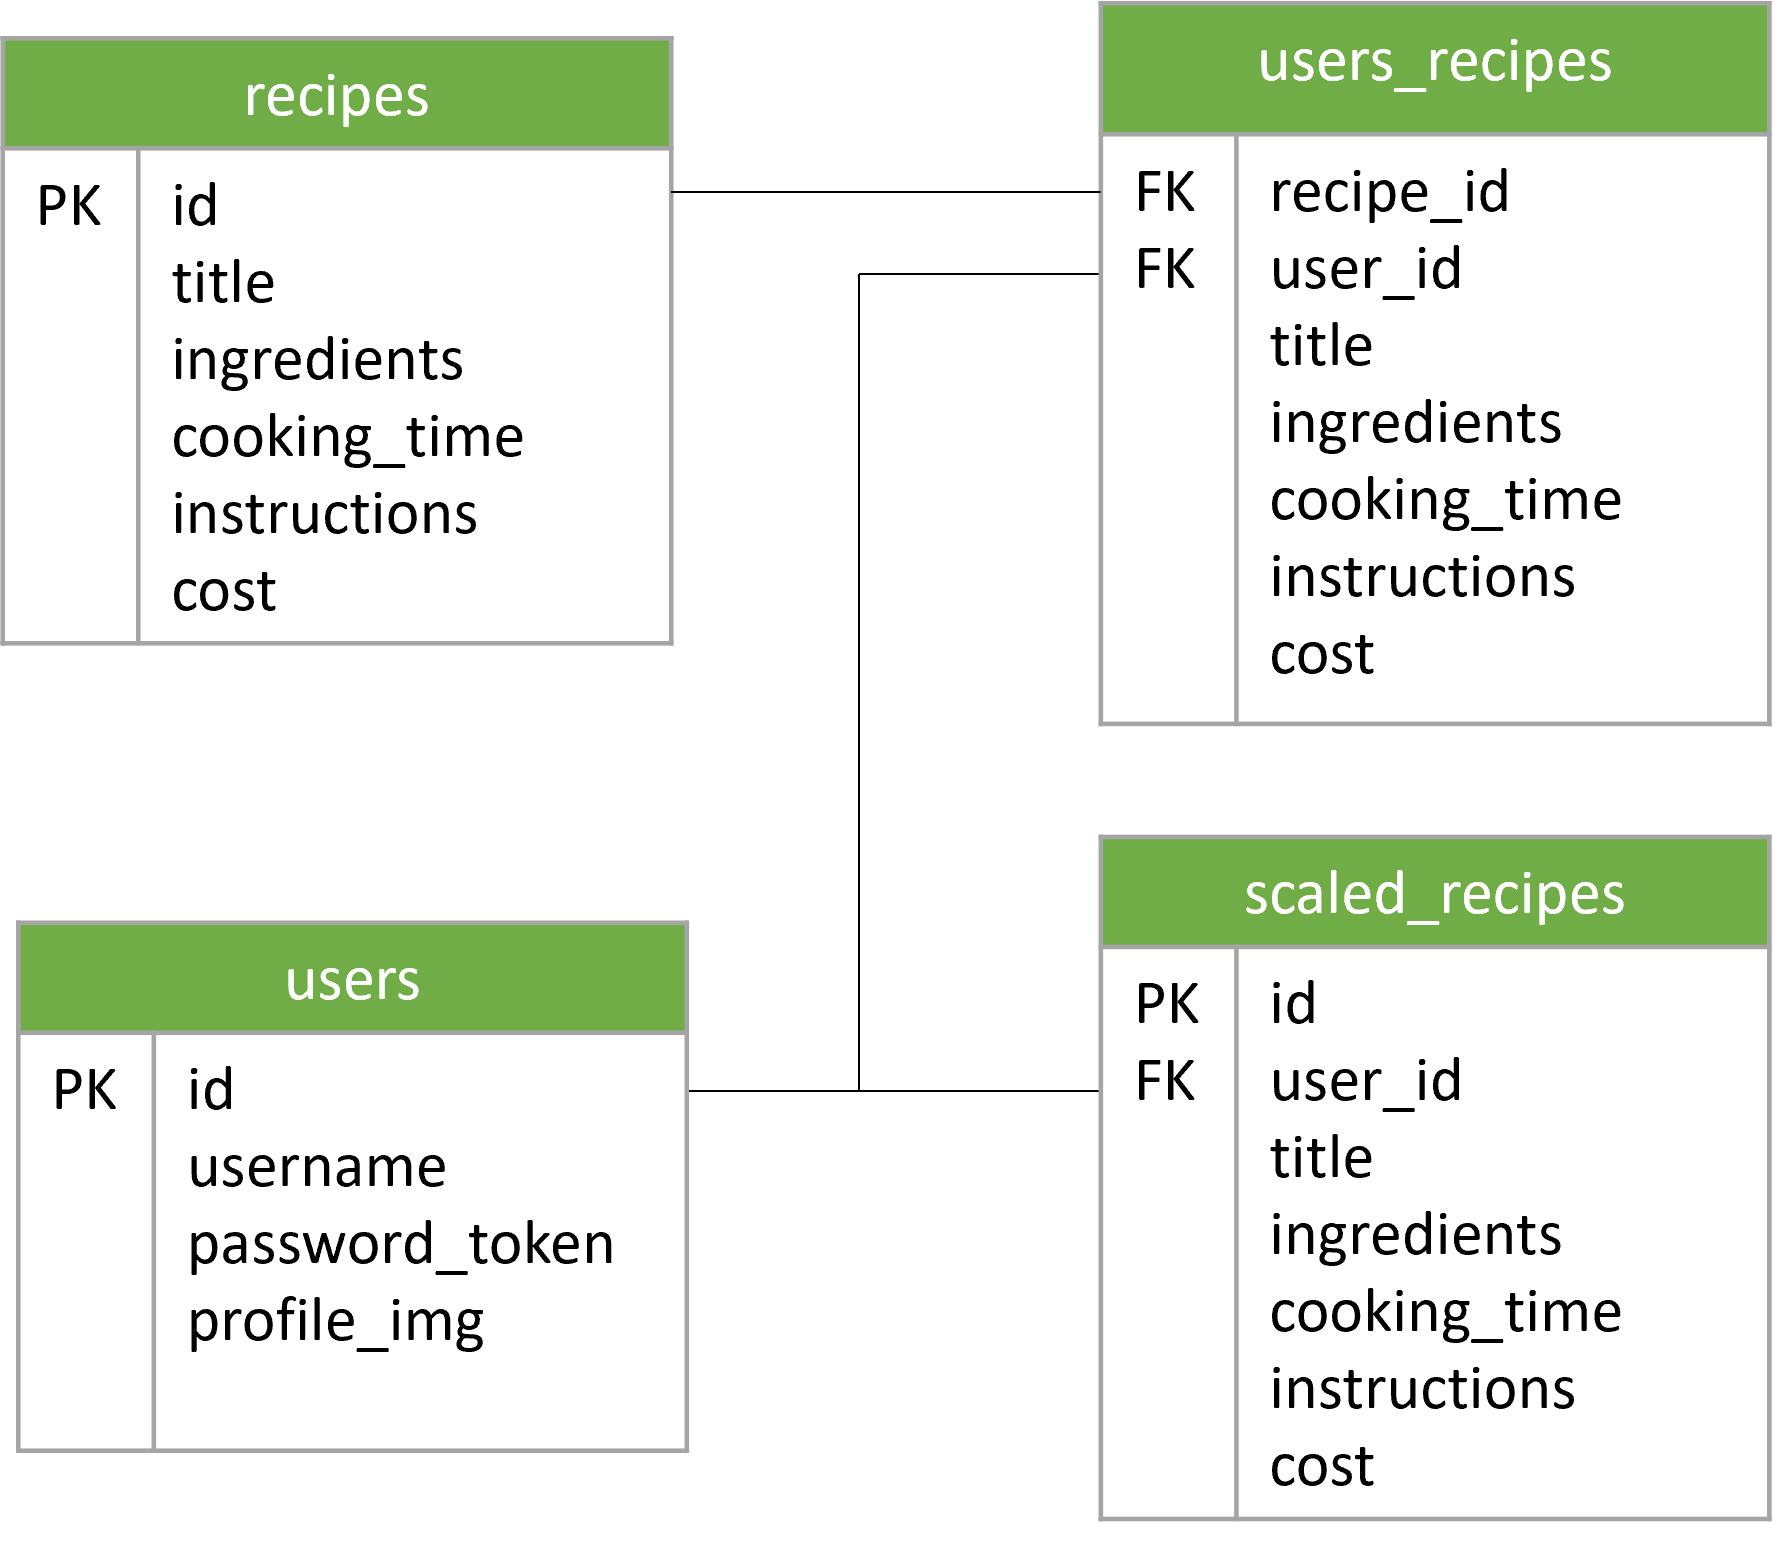 recipes
PK id
title
ingredients
cooking_time
instructions
cost
users_recipes
FK recipe_id
FK user_id
title
ingredients
cooking_time
instructions
cost
users
PK id
username
password_token
profile_img
scaled_recipes
PK id
FK user_id
title
ingredients
cooking_time
instructions
cost